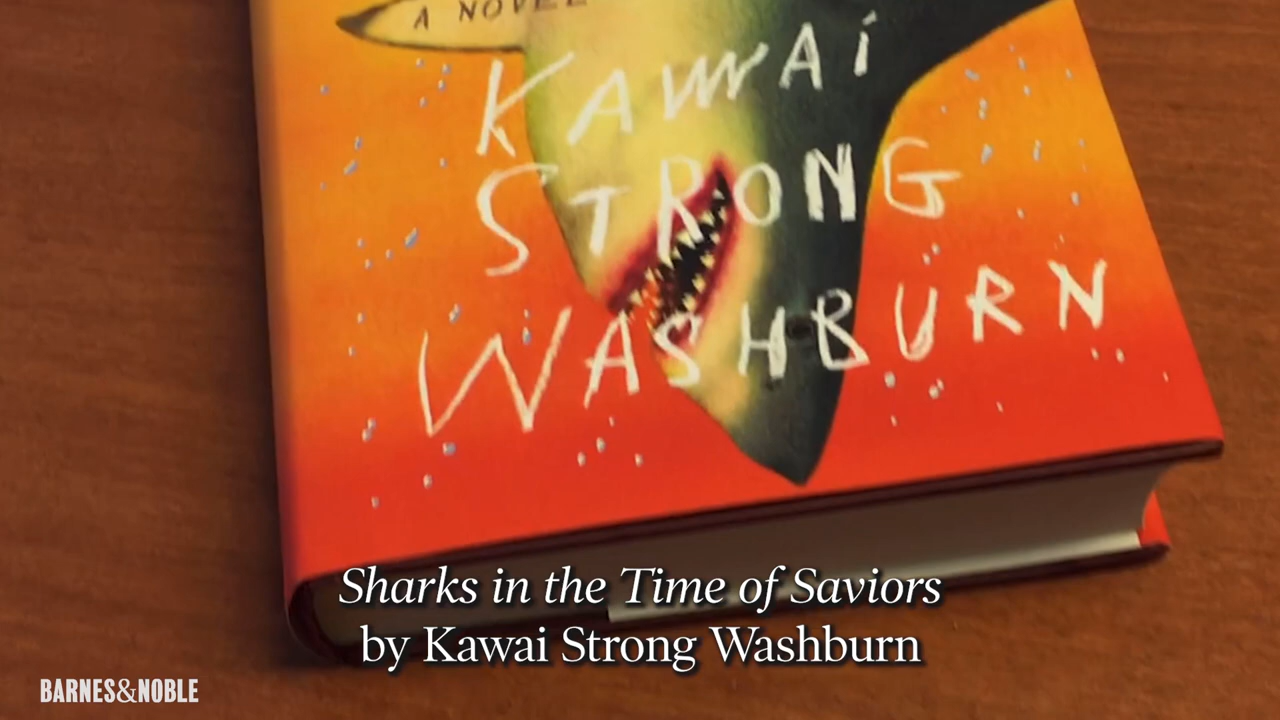 A NOVEL
KAWAI
STRONG
WASHBURN
Sharks in the Time of Saviors
by Kawai Strong Washburn
BARNES&NOBLE